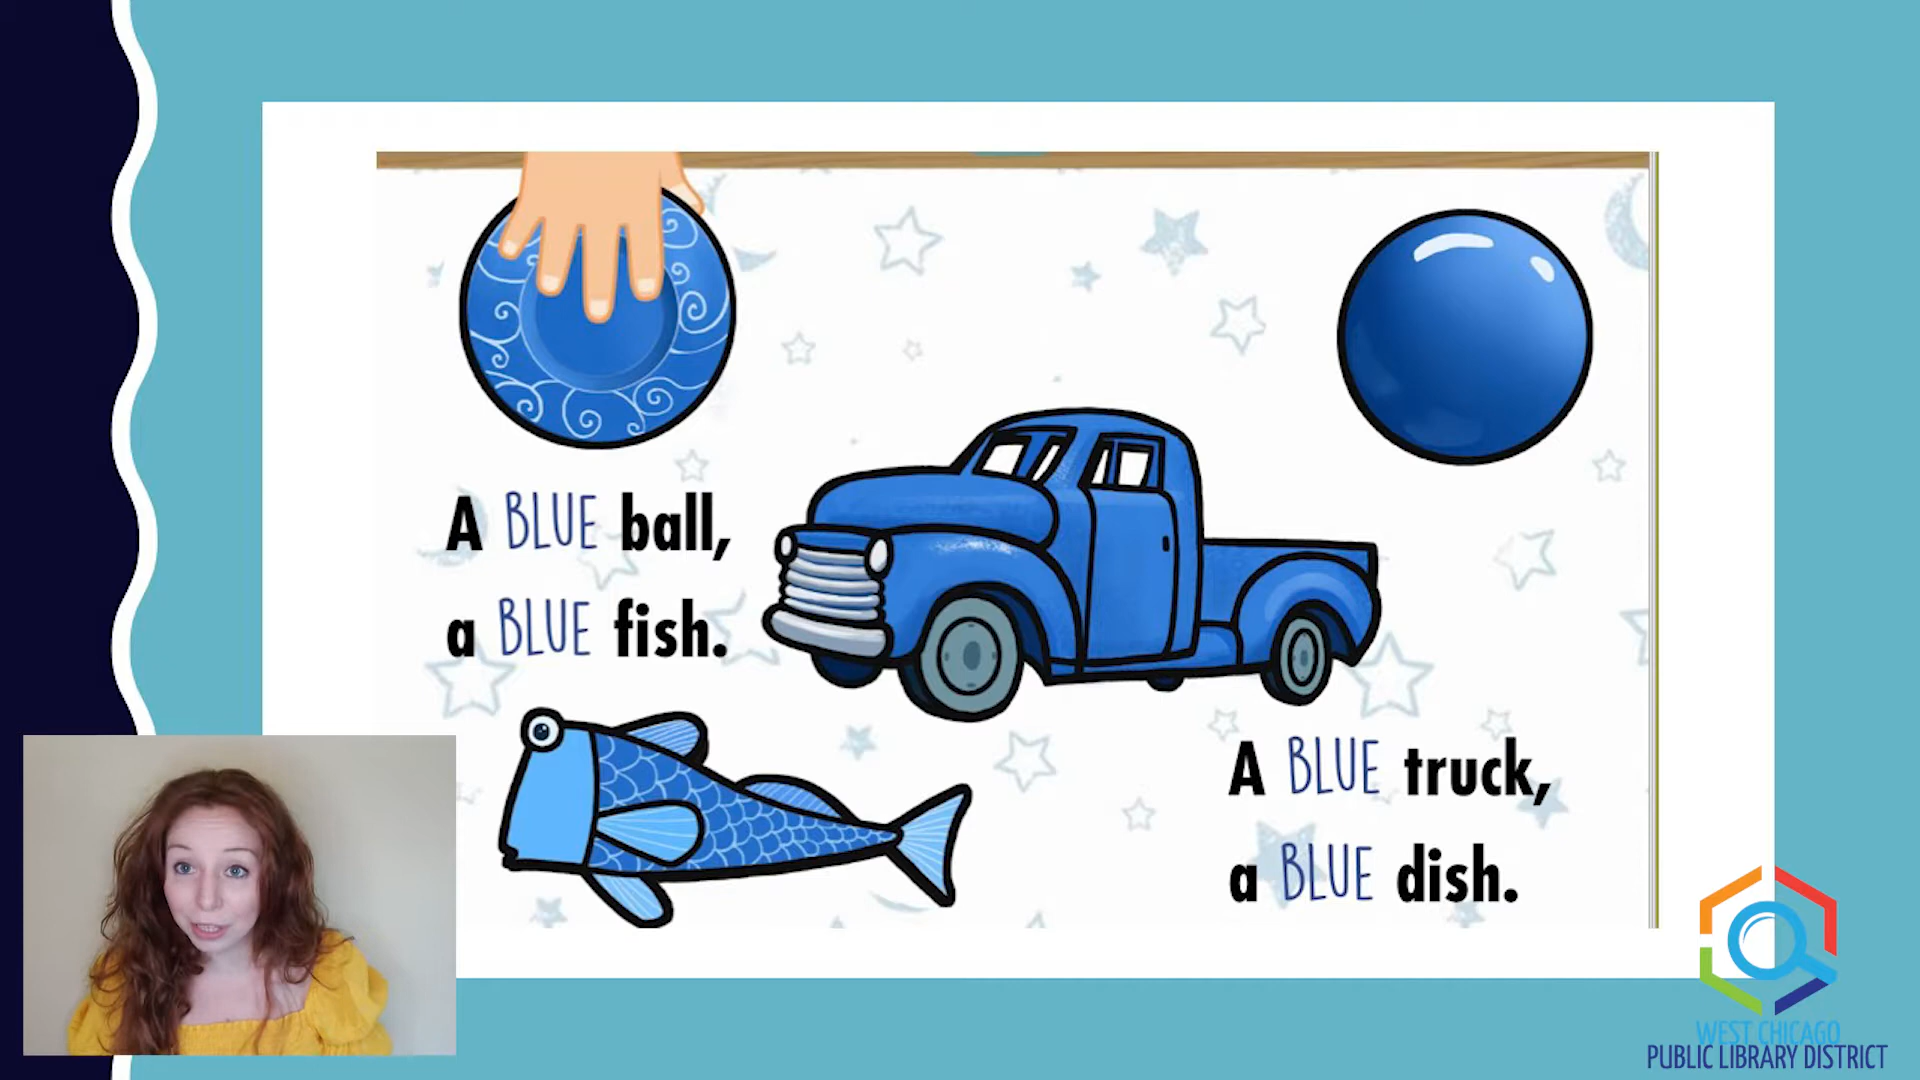 A BLUE ball,
a BLUE fish.
A BLUE truck,
a BLUE dish.
WEST CHICAGO
PUBLIC LIBRARY DISTRICT